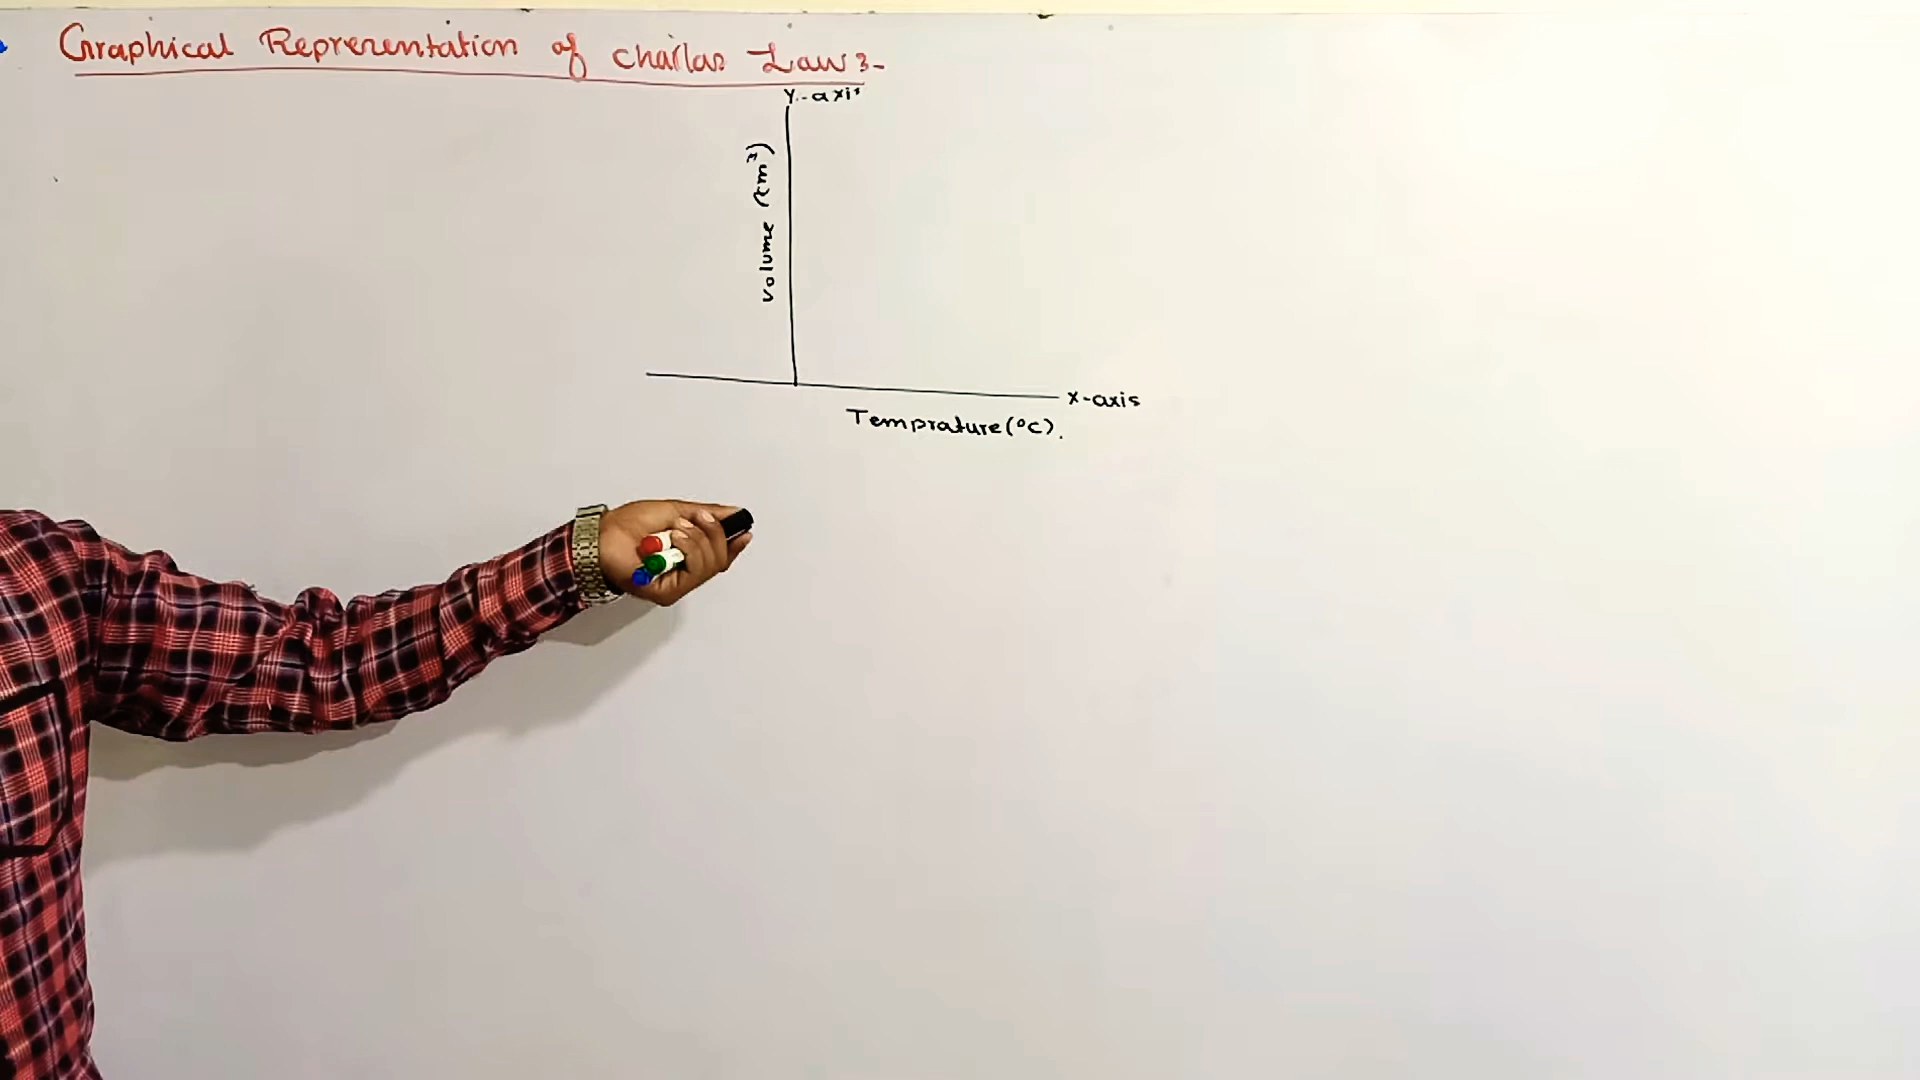 Graphical Representation of Charlas Law:-
Y-axis
volume (cm³)
X-axis
Temprature (°C).